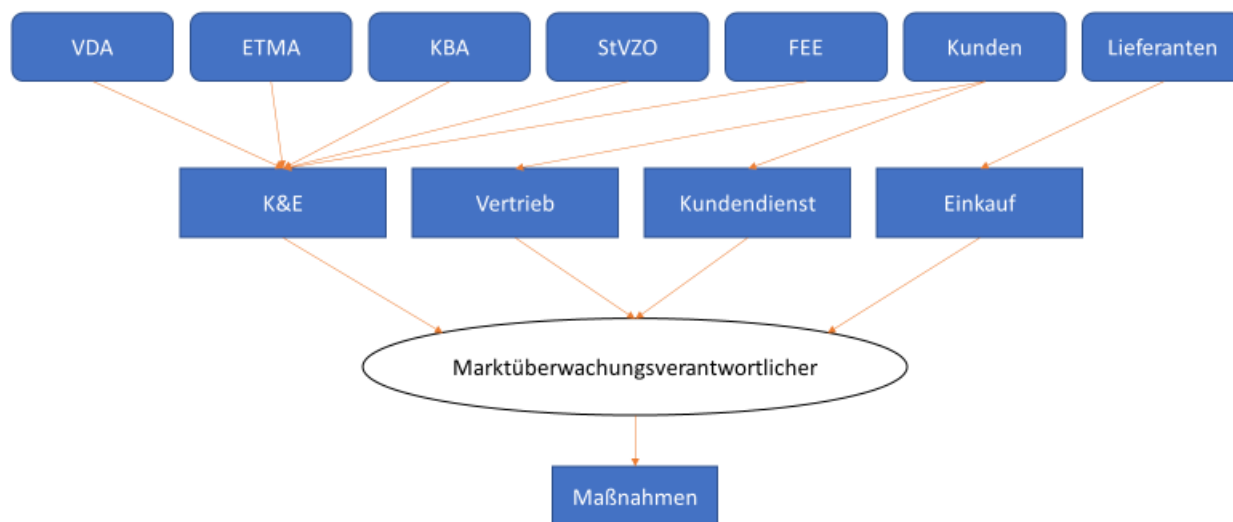 VDA
ETMA
KBA
StVZO
FEE
Kunden
Lieferanten
K&E
Vertrieb
Kundendienst
Einkauf
Marktüberwachungsverantwortlicher
Maßnahmen